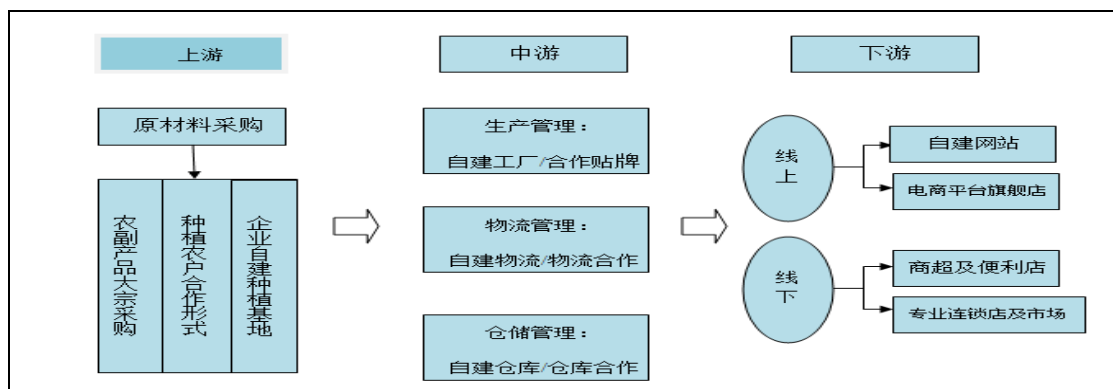 上游
中游
下游
原材料采购
农副产品大宗采购
种植农户合作形式
企业自建种植基地
生产管理：
自建工厂/合作贴牌
物流管理：
自建物流/物流合作
仓储管理：
自建仓库/仓库合作
线上
自建网站
电商平台旗舰店
线下
商超及便利店
专业连锁店及市场